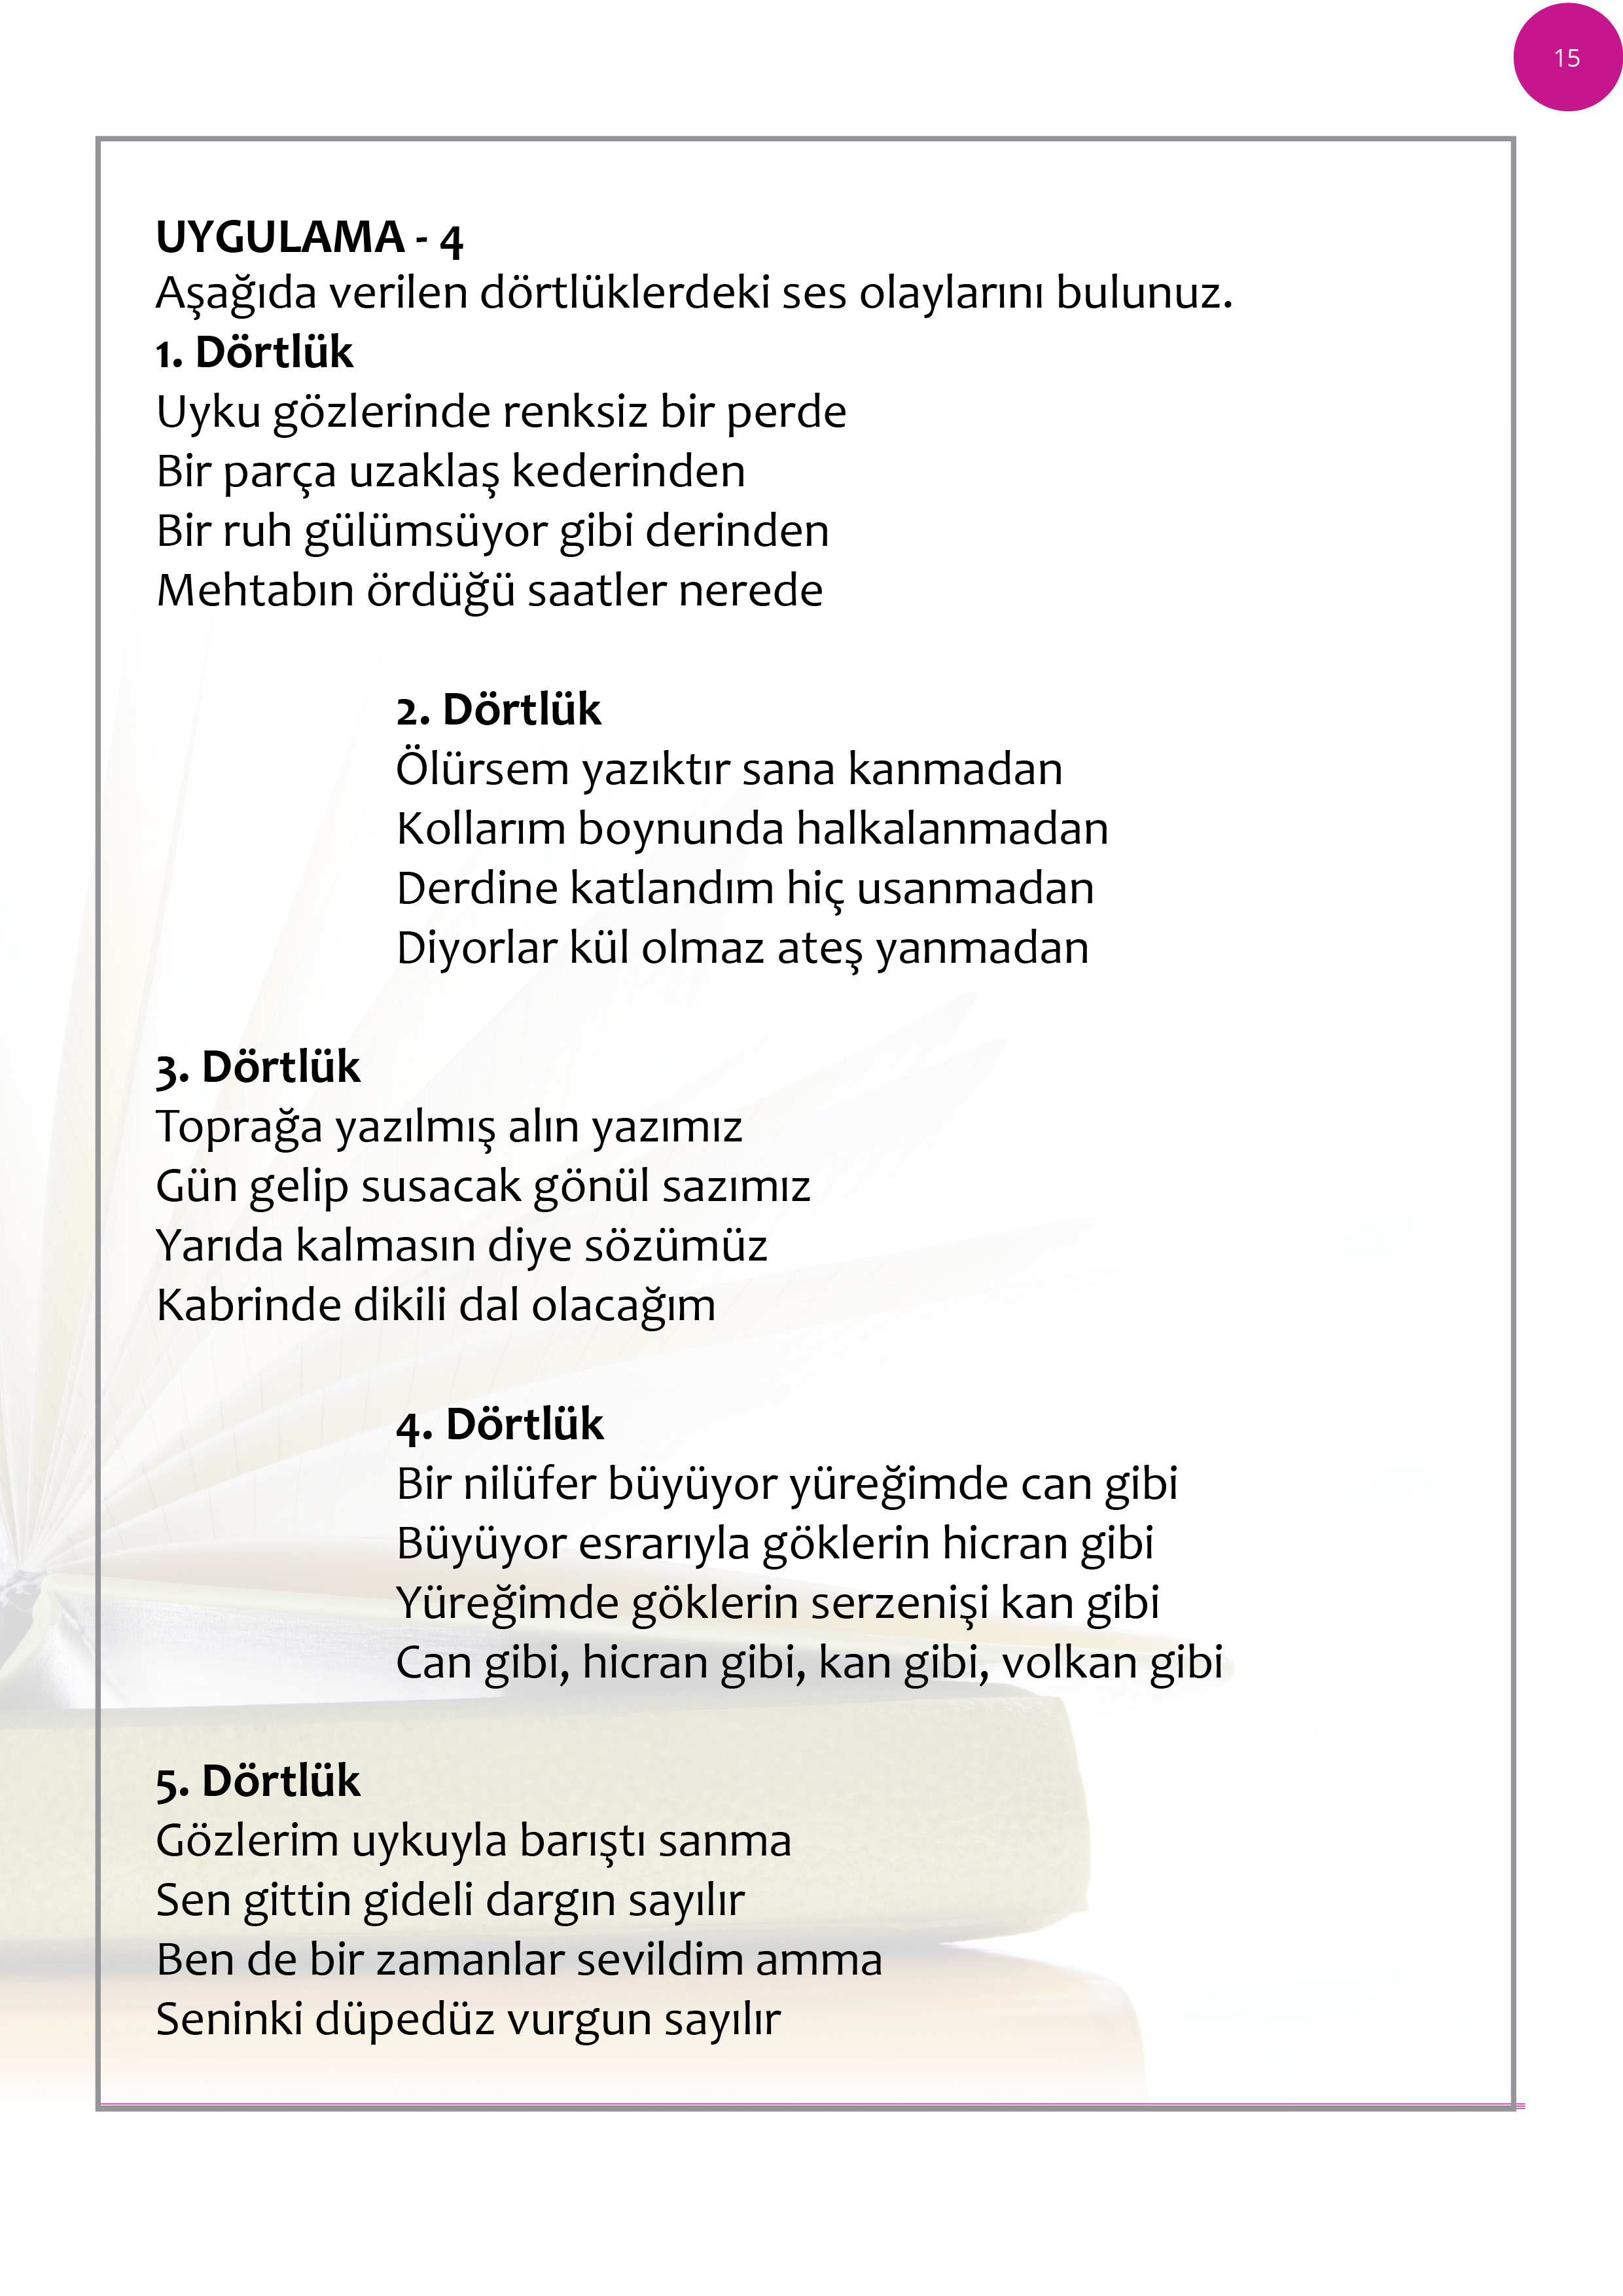 15
UYGULAMA - 4
Aşağıda verilen dörtlüklerdeki ses olaylarını bulunuz.
1. Dörtlük
Uyku gözlerinde renksiz bir perde
Bir parça uzaklaş kederinden
Bir ruh gülümsüyor gibi derinden
Mehtabın ördüğü saatler nerede
2. Dörtlük
Ölürsem yazıktır sana kanmadan
Kollarım boynunda halkalanmadan
Derdine katlandım hiç usanmadan
Diyorlar kül olmaz ateş yanmadan
3. Dörtlük
Toprağa yazılmış alın yazımız
Gün gelip susacak gönül sazımız
Yarıda kalmasın diye sözümüz
Kabrinde dikili dal olacağım
4. Dörtlük
Bir nilüfer büyüyor yüreğimde can gibi
Büyüyor esrarıyla göklerin hicran gibi
Yüreğimde göklerin serzenişi kan gibi
Can gibi, hicran gibi, kan gibi, volkan gibi
5. Dörtlük
Gözlerim uykuyla barıştı sanma
Sen gittin gideli dargın sayılır
Ben de bir zamanlar sevildim amma
Seninki düpedüz vurgun sayılır